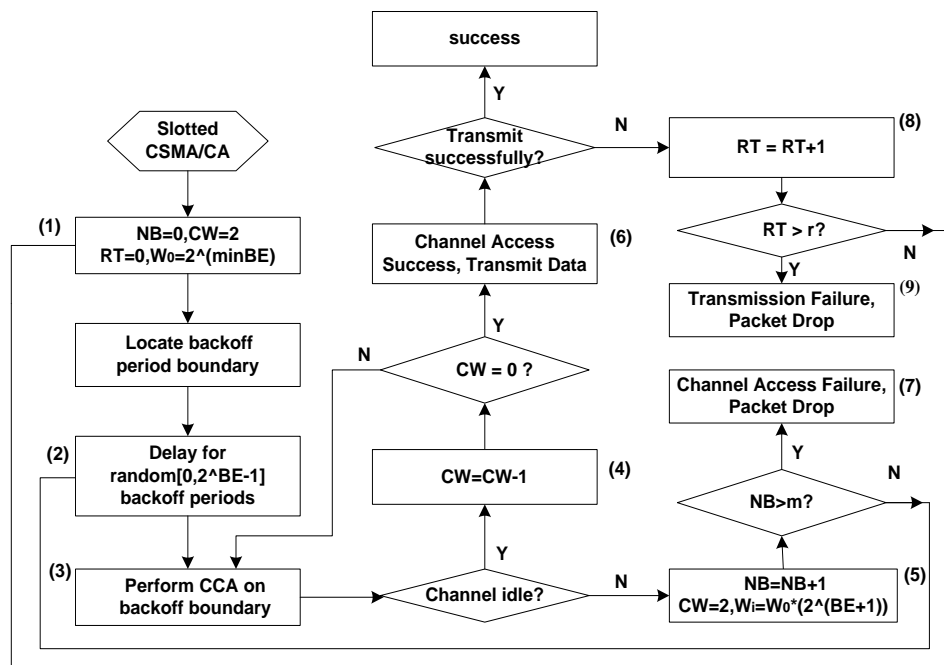 success
Y
Slotted
CSMA/CA
Transmit
successfully?
N
(8)
RT = RT+1
(1)
NB=0,CW=2
RT=0,W₀=2^(minBE)
(6)
Channel Access
Success, Transmit Data
RT > r?
N
Y
(9)
Transmission Failure,
Packet Drop
Locate backoff
period boundary
Y
N
CW = 0 ?
(7)
Channel Access Failure,
Packet Drop
(2)
Delay for
random[0,2^BE-1]
backoff periods
(4)
CW=CW-1
Y
N
NB>m?
(3)
Perform CCA on
backoff boundary
Y
Channel idle?
N
(5)
NB=NB+1
CW=2,Wᵢ=W₀*(2^(BE+1))